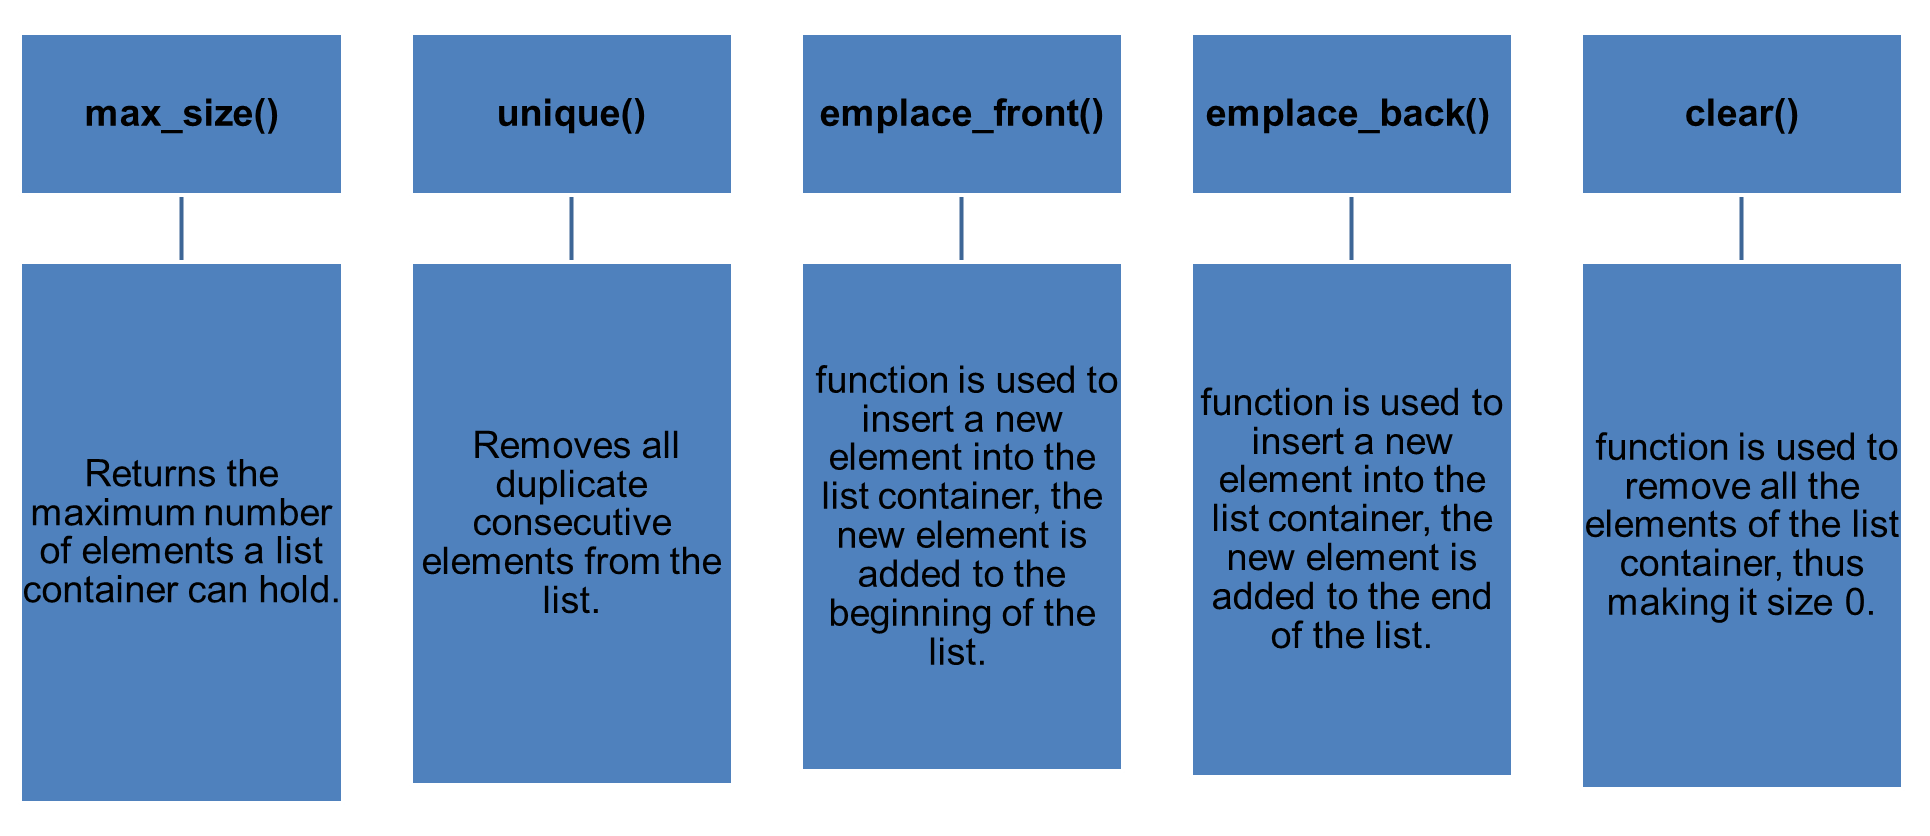 max_size()
unique()
emplace_front()
emplace_back()
clear()
Returns the
maximum number
of elements a list
container can hold.
Removes all
duplicate
consecutive
elements from the
list.
function is used to
insert a new
element into the
list container, the
new element is
added to the
beginning of the
list.
function is used to
insert a new
element into the
list container, the
new element is
added to the end
of the list.
function is used to
remove all the
elements of the list
container, thus
making it size 0.